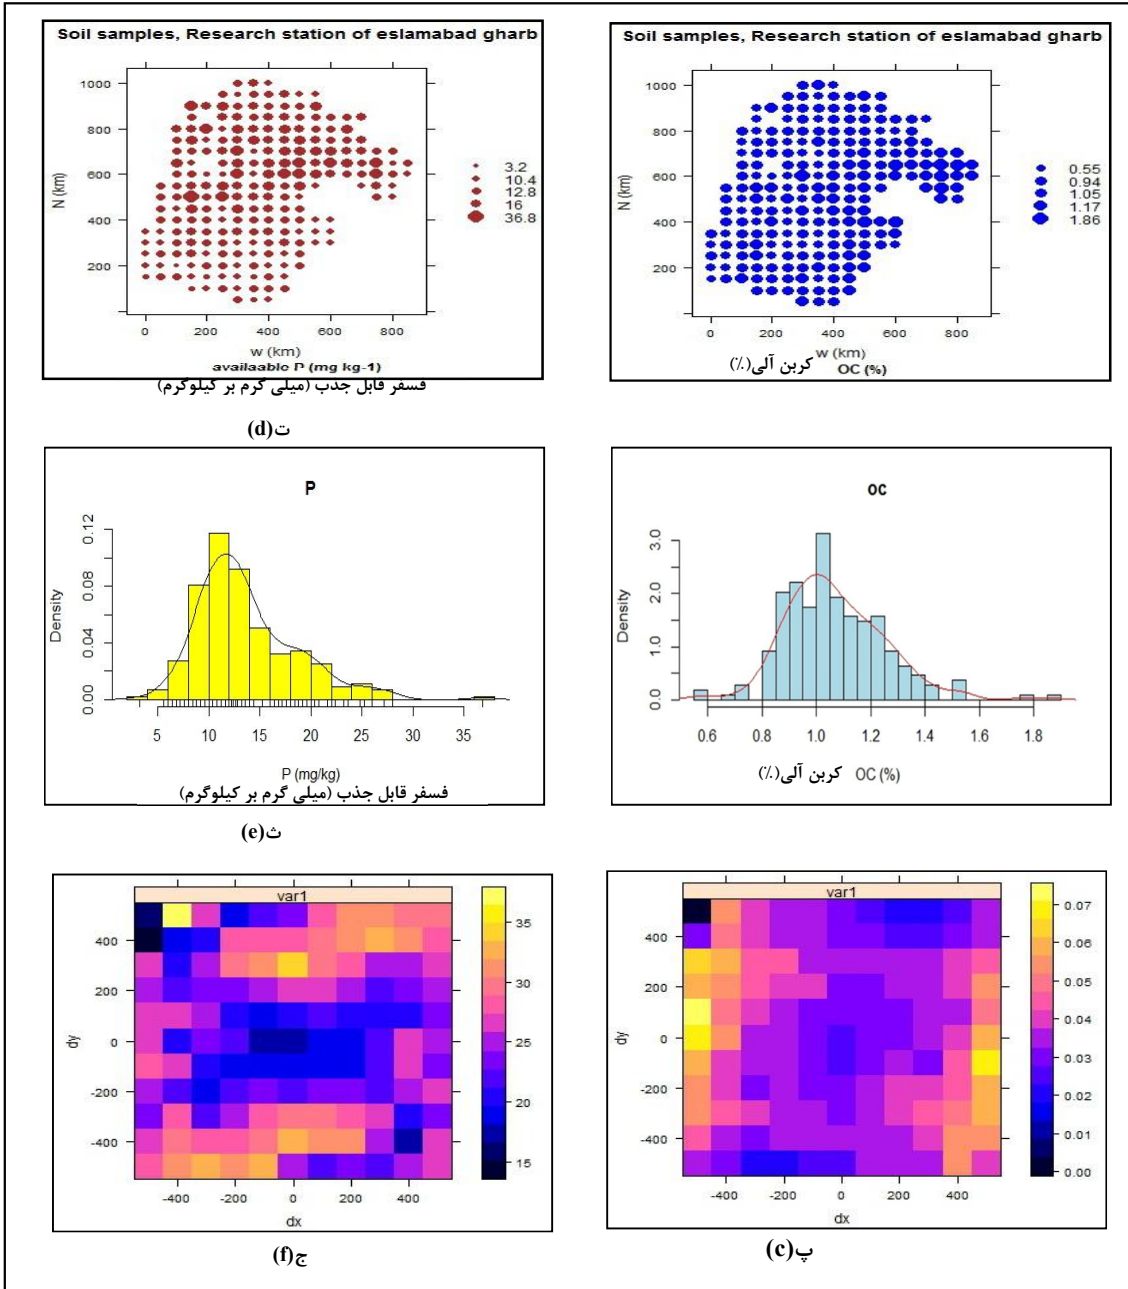 Soil samples, Research station of eslamabad gharb
N (km)
1000
800
600
400
200
0 200 400 600 800
3.2
10.4
12.8
16
36.8
w (km)
availaable P (mg kg-1)
فسفر قابل جذب (میلی گرم بر کیلوگرم)
ت(d)
Soil samples, Research station of eslamabad gharb
N (km)
1000
800
600
400
200
0 200 400 600 800
0.55
0.94
1.05
1.17
1.86
w (km)
کربن آلی(٪)
OC (%)
P
Density
0.12
0.08
0.04
0.00
5 10 15 20 25 30 35
P (mg/kg)
فسفر قابل جذب (میلی گرم بر کیلوگرم)
ث(e)
oc
Density
3.0
2.0
1.0
0.0
0.6 0.8 1.0 1.2 1.4 1.6 1.8
کربن آلی(٪) OC (%)
var1
dy
400
200
0
-200
-400
-400 -200 0 200 400
dx
35
30
25
20
15
ج(f)
var1
dy
400
200
0
-200
-400
-400 -200 0 200 400
dx
0.07
0.06
0.05
0.04
0.03
0.02
0.01
0.00
پ(c)